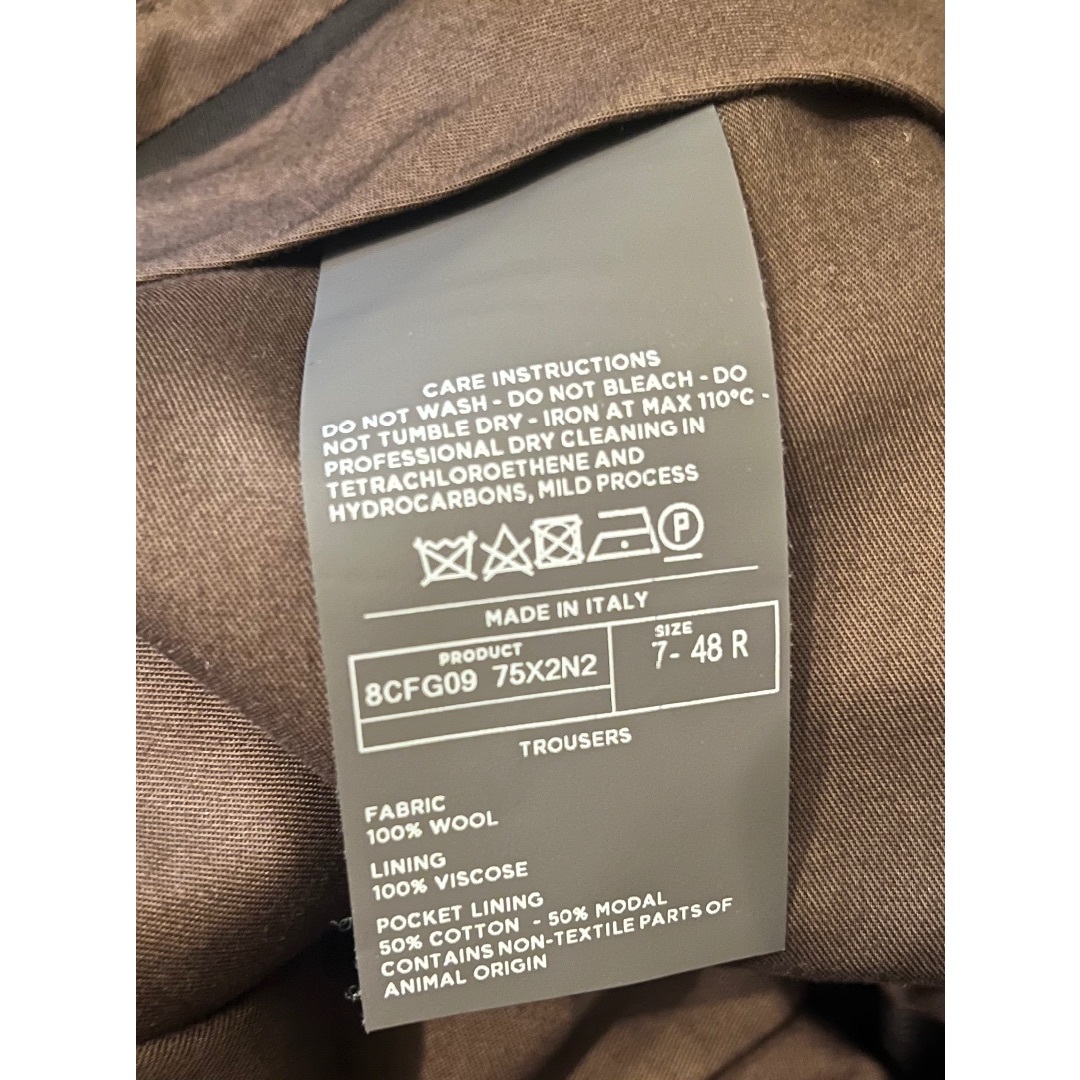 CARE INSTRUCTIONS
DO NOT WASH - DO NOT BLEACH - DO
NOT TUMBLE DRY - IRON AT MAX 110°C -
PROFESSIONAL DRY CLEANING IN
TETRACHLOROETHENE AND
HYDROCARBONS, MILD PROCESS
P
MADE IN ITALY
PRODUCT
8CFG09 75X2N2
SIZE
7- 48 R
TROUSERS
FABRIC
100% WOOL
LINING
100% VISCOSE
POCKET LINING
50% COTTON - 50% MODAL
CONTAINS NON-TEXTILE PARTS OF
ANIMAL ORIGIN